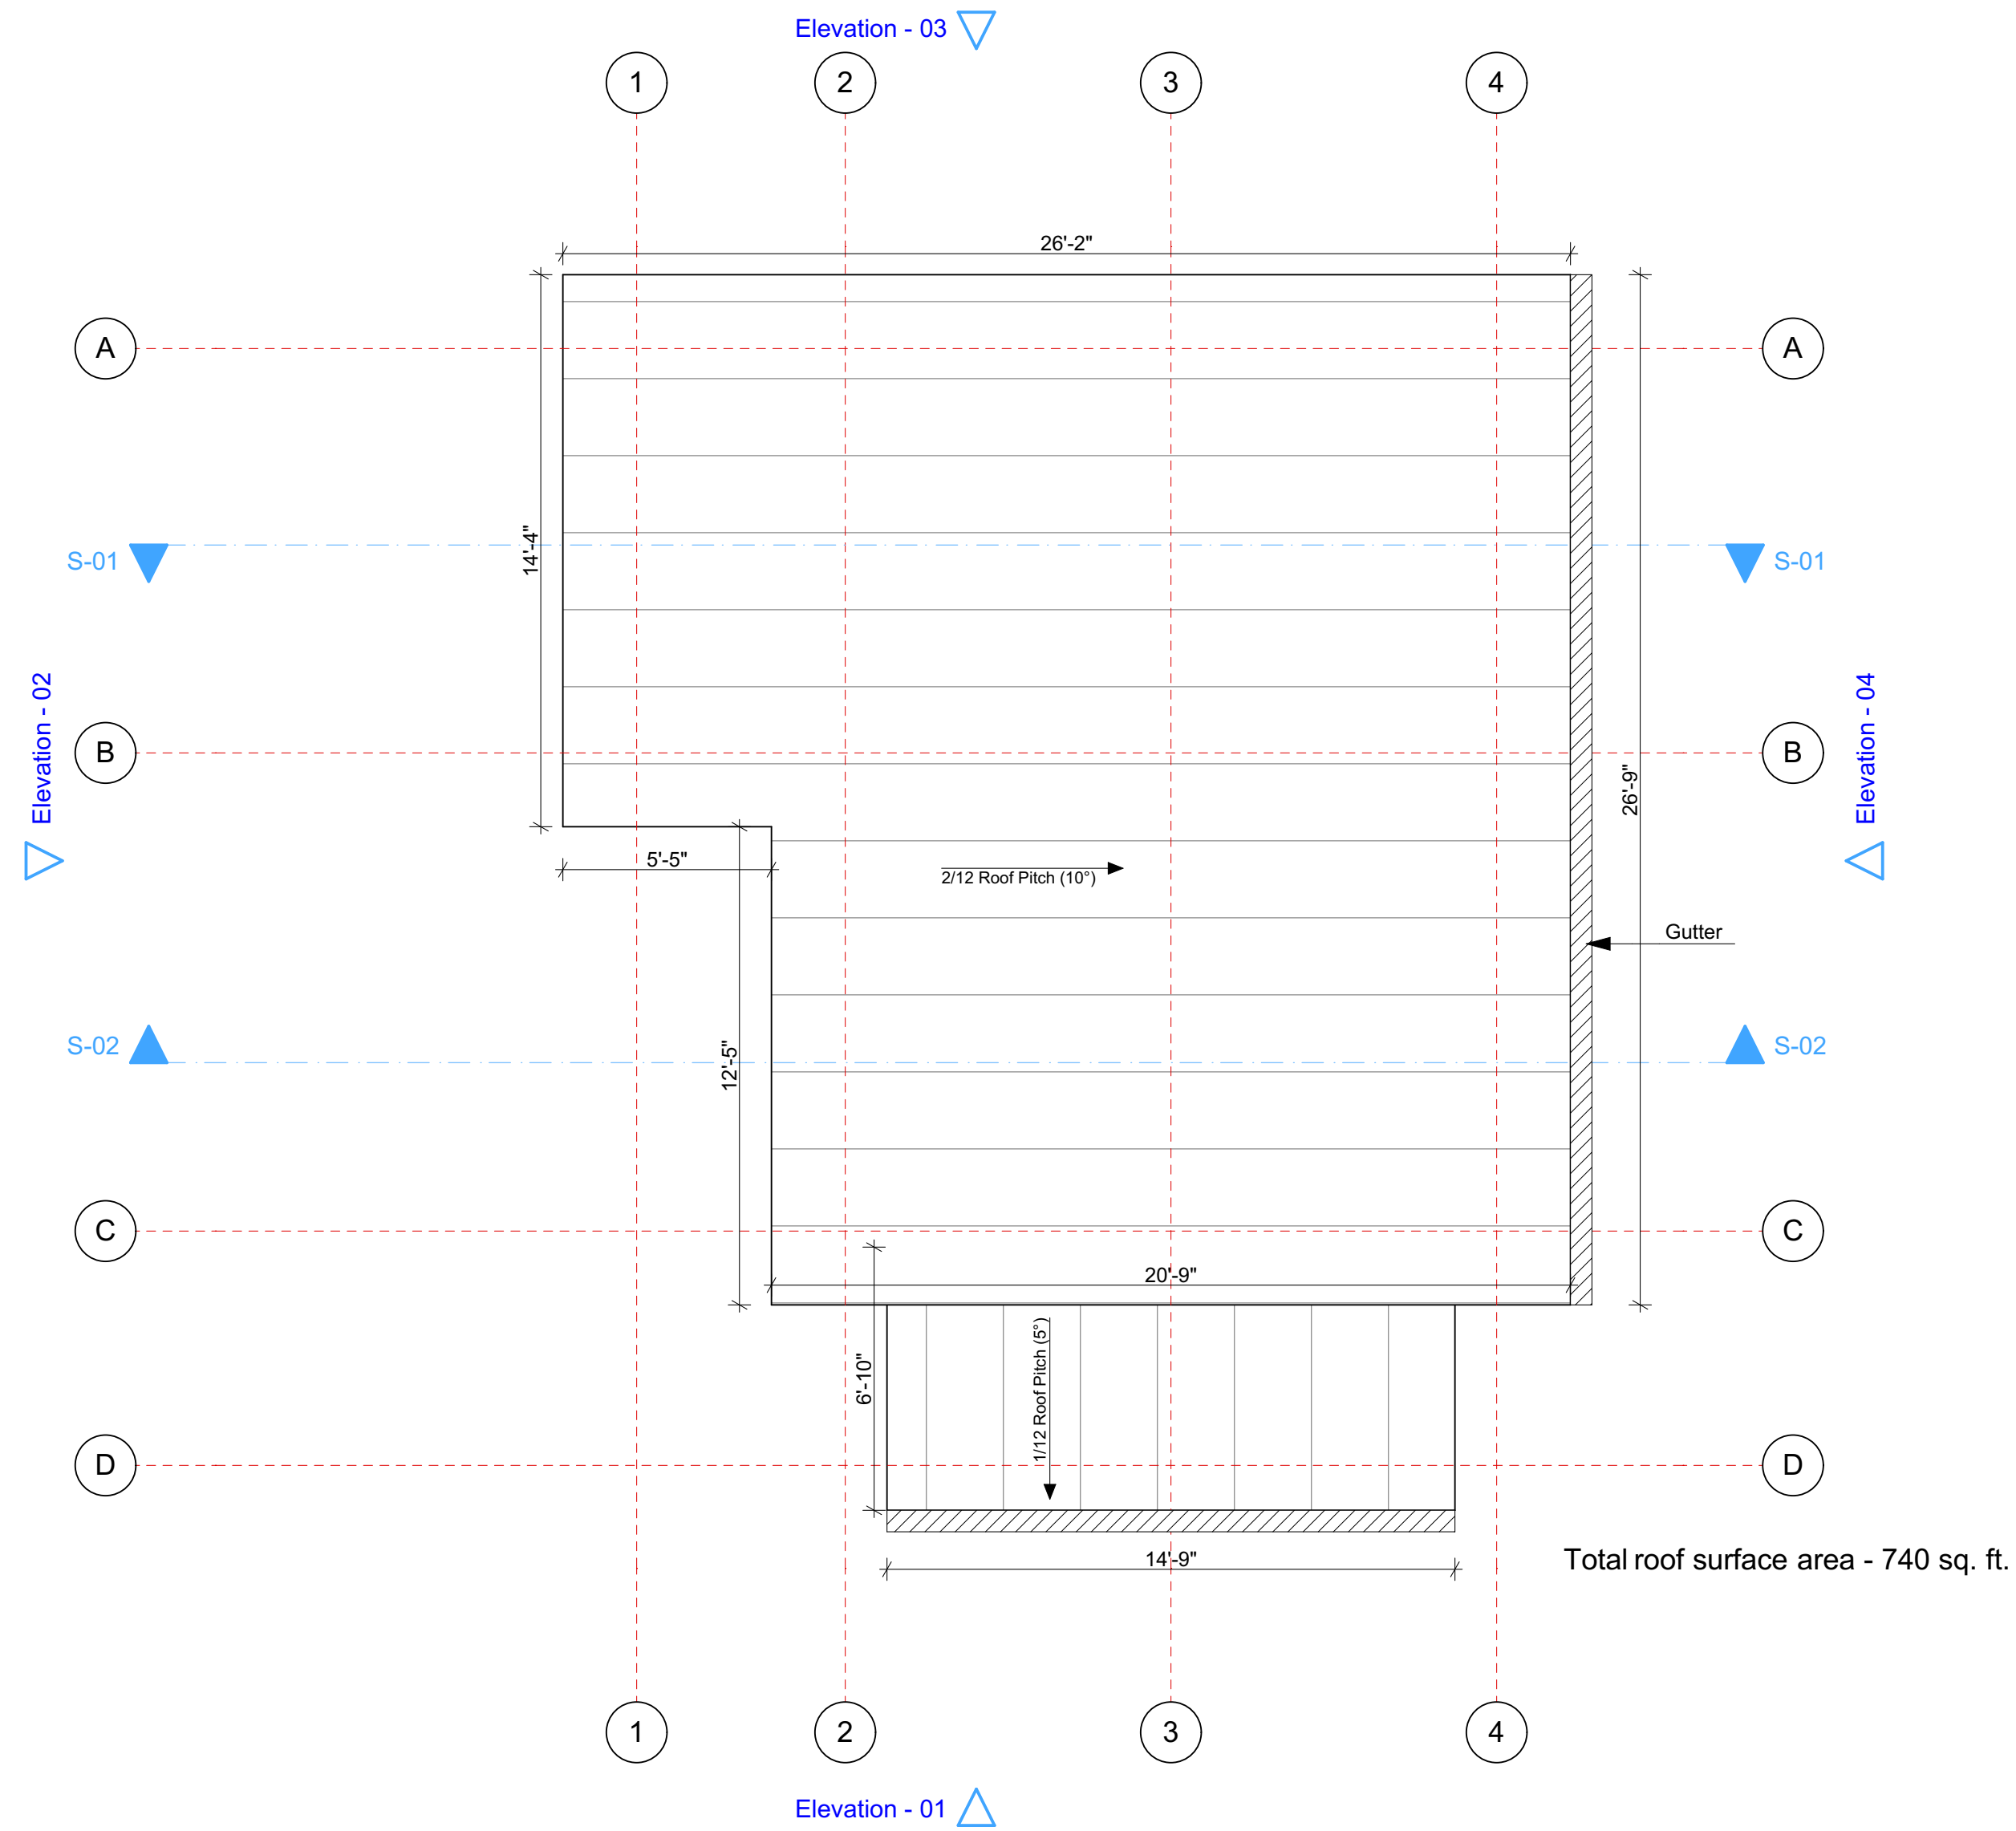 Elevation - 03
1
2
3
4
26'-2"
A
A
14'-4"
S-01
S-01
Elevation - 02
Elevation - 04
B
B
26'-9"
5'-5"
2/12 Roof Pitch (10°)
Gutter
S-02
S-02
12'-5"
C
C
20'-9"
6'-10"
1/12 Roof Pitch (5°)
D
D
14'-9"
Total roof surface area - 740 sq. ft.
1
2
3
4
Elevation - 01